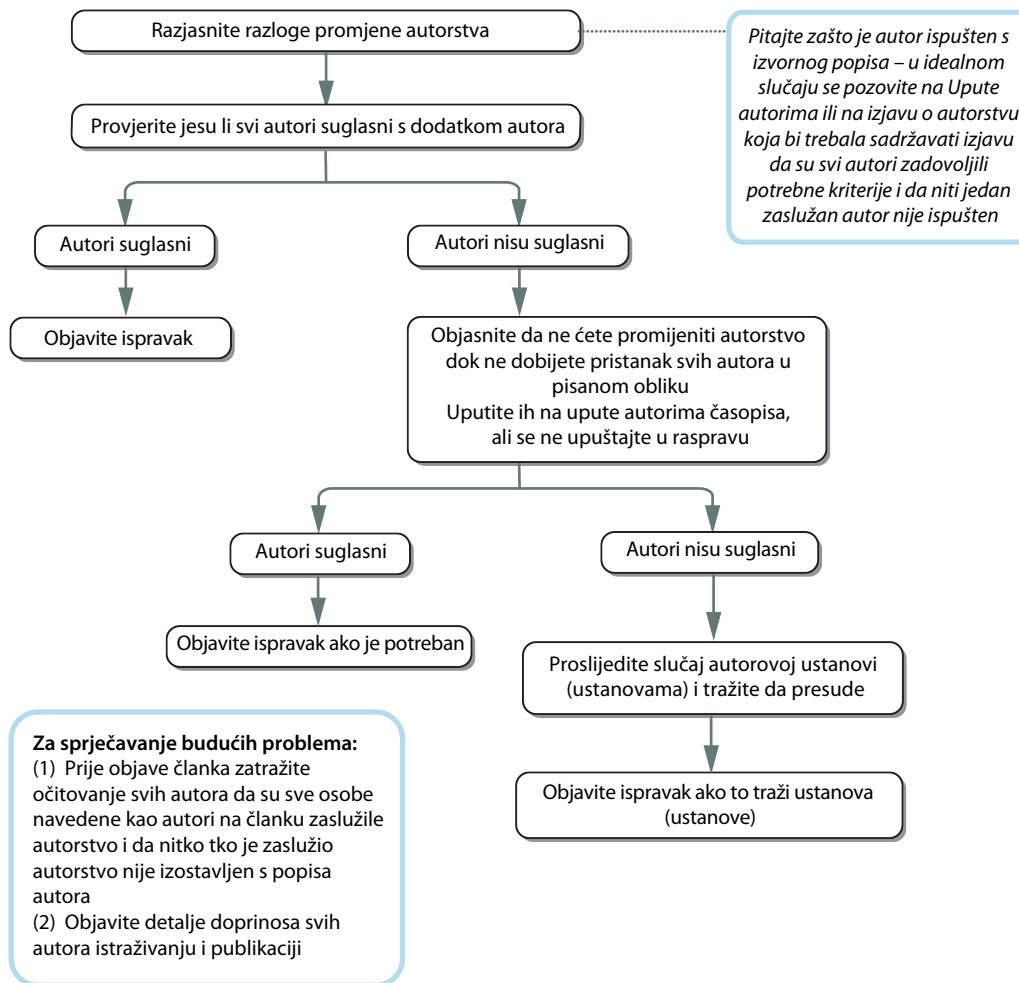 Razjasnite razloge promjene autorstva
Pitajte zašto je autor ispušten s
izvornog popisa – u idealnom
slučaju se pozovite na Upute
autorima ili na izjavu o autorstvu
koja bi trebala sadržavati izjavu
da su svi autori zadovoljili
potrebne kriterije i da niti jedan
zaslužan autor nije ispušten
Provjerite jesu li svi autori suglasni s dodatkom autora
Autori suglasni
Autori nisu suglasni
Objavite ispravak
Objasnite da ne ćete promijeniti autorstvo
dok ne dobijete pristanak svih autora u
pisanom obliku
Uputite ih na upute autorima časopisa,
ali se ne upuštajte u raspravu
Autori suglasni
Autori nisu suglasni
Objavite ispravak ako je potreban
Proslijedite slučaj autorovoj ustanovi
(ustanovama) i tražite da presude
Objavite ispravak ako to traži ustanova
(ustanove)
Za sprječavanje budućih problema:
(1) Prije objave članka zatražite
očitovanje svih autora da su sve osobe
navedene kao autori na članku zaslužile
autorstvo i da nitko tko je zaslužio
autorstvo nije izostavljen s popisa
autora
(2) Objavite detalje doprinosa svih
autora istraživanju i publikaciji